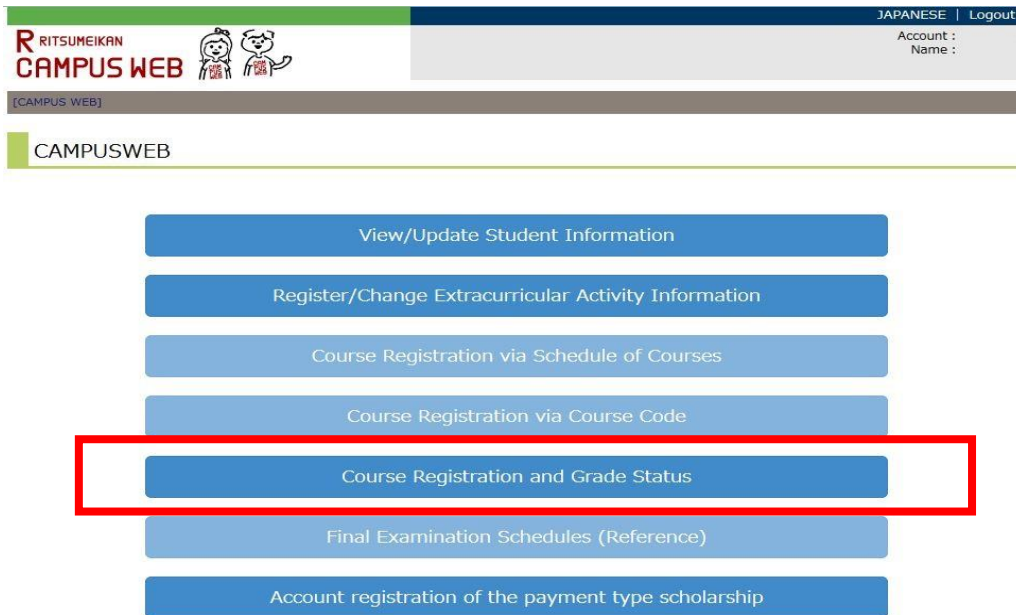 JAPANESE | Logout
RITSUMEIKAN
CAMPUS WEB
Account :
Name :
[CAMPUS WEB]
CAMPUSWEB
View/Update Student Information
Register/Change Extracurricular Activity Information
Course Registration via Schedule of Courses
Course Registration via Course Code
Course Registration and Grade Status
Final Examination Schedules (Reference)
Account registration of the payment type scholarship